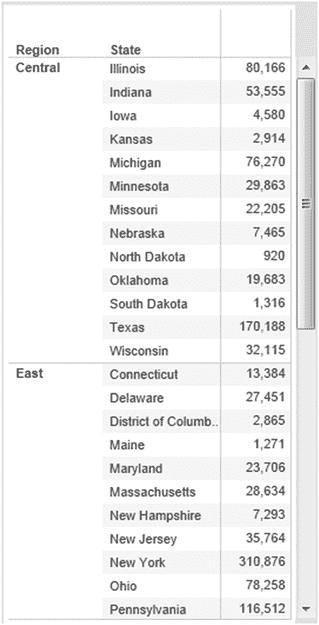 Region State
Central Illinois 80,166
Indiana 53,555
Iowa 4,580
Kansas 2,914
Michigan 76,270
Minnesota 29,863
Missouri 22,205
Nebraska 7,465
North Dakota 920
Oklahoma 19,683
South Dakota 1,316
Texas 170,188
Wisconsin 32,115
East Connecticut 13,384
Delaware 27,451
District of Columb.. 2,865
Maine 1,271
Maryland 23,706
Massachusetts 28,634
New Hampshire 7,293
New Jersey 35,764
New York 310,876
Ohio 78,258
Pennsylvania 116,512